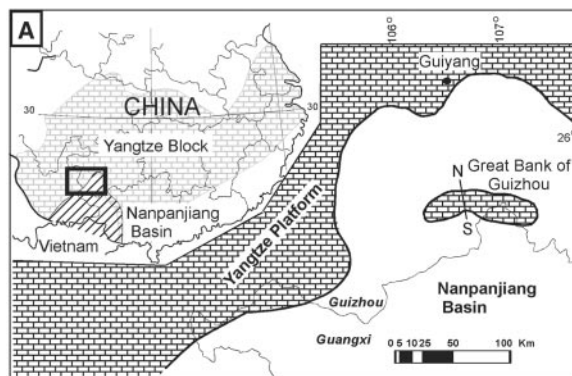 A
106
107
Guiyang
CHINA
30
30
26
Yangtze Block
N
Great Bank of
Guizhou
Nanpanjiang
Basin
S
Vietnam
Yangtze Platform
Guizhou
Nanpanjiang
Basin
Guangxi
0 5 10 25 50 100 Km